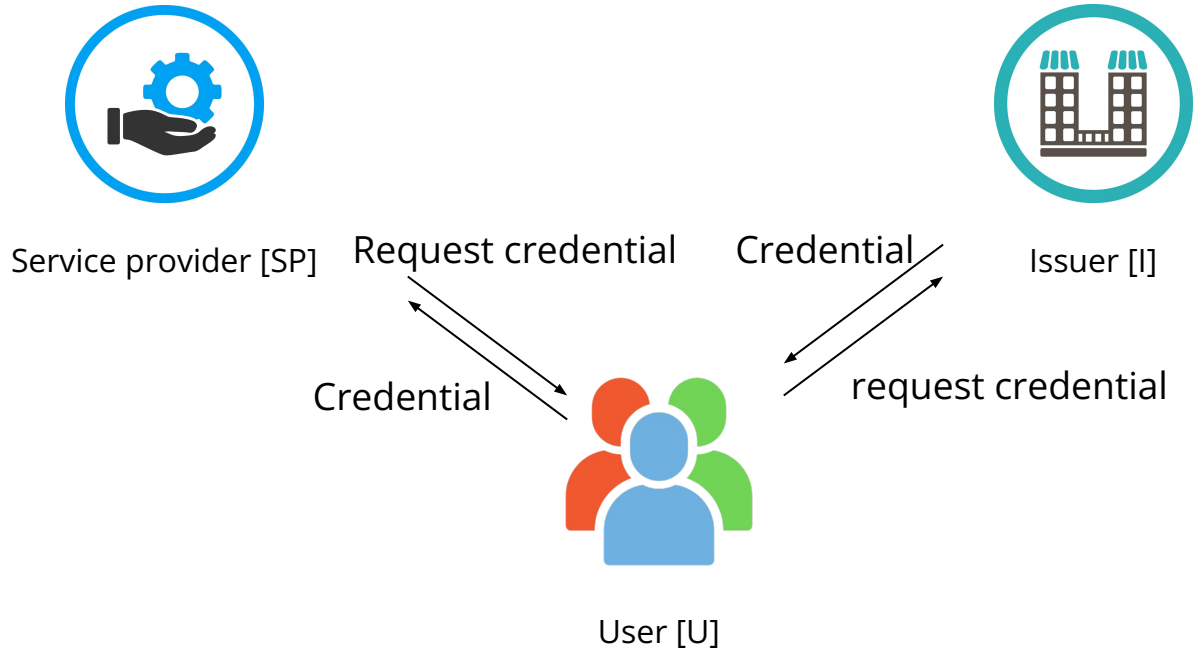 Service provider [SP]
Request credential
Credential
Issuer [I]
Credential
request credential
User [U]